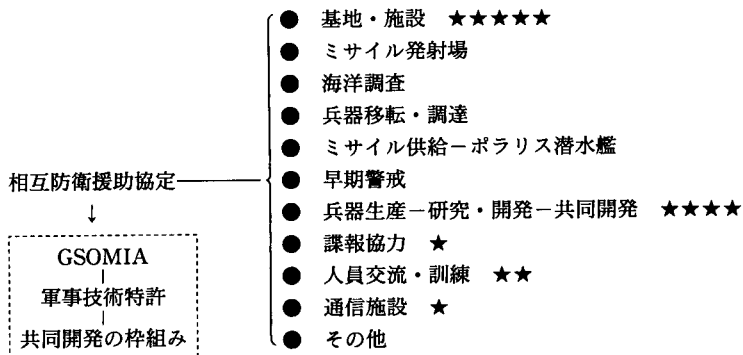 ● 基地・施設 ★★★★★
● ミサイル発射場
● 海洋調査
● 兵器移転・調達
● ミサイル供給－ポラリス潜水艦
相互防衛援助協定
● 早期警戒
↓
● 兵器生産－研究・開発－共同開発 ★★★★
GSOMIA
● 諜報協力 ★
軍事技術特許
● 人員交流・訓練 ★★
● 通信施設 ★
共同開発の枠組み
● その他